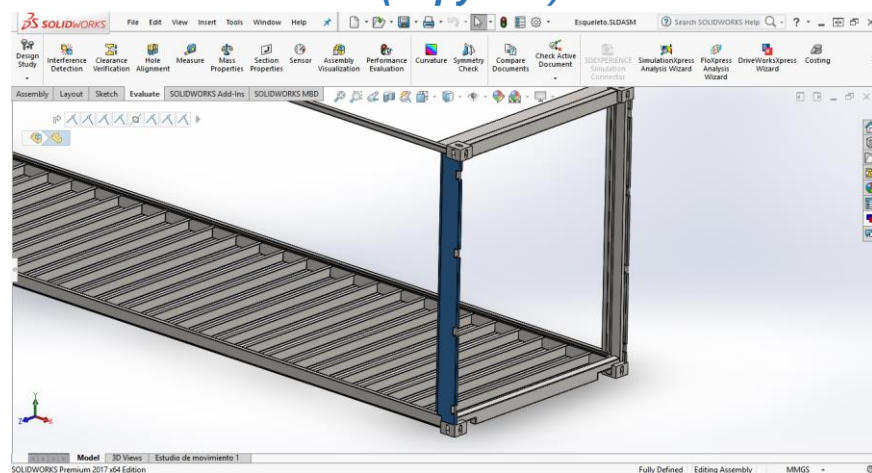 SOLIDWORKS File Edit View Insert Tools Window Help Esqueleto.SLDASM Search SOLIDWORKS Help
Design Study
Interference Detection
Clearance Verification
Hole Alignment
Measure
Mass Properties
Section Properties
Sensor
Assembly Visualization
Performance Evaluation
Curvature
Symmetry Check
Compare Documents
Check Active Document
3DEXPERIENCE Simulation Connector
SimulationXpress Analysis Wizard
FloXpress Analysis Wizard
DriveWorksXpress Wizard
Costing
Assembly Layout Sketch Evaluate SOLIDWORKS Add-Ins SOLIDWORKS MBD
Model 3D Views Estudio de movimiento 1
SOLIDWORKS Premium 2017 x64 Edition Fully Defined Editing Assembly MMGS